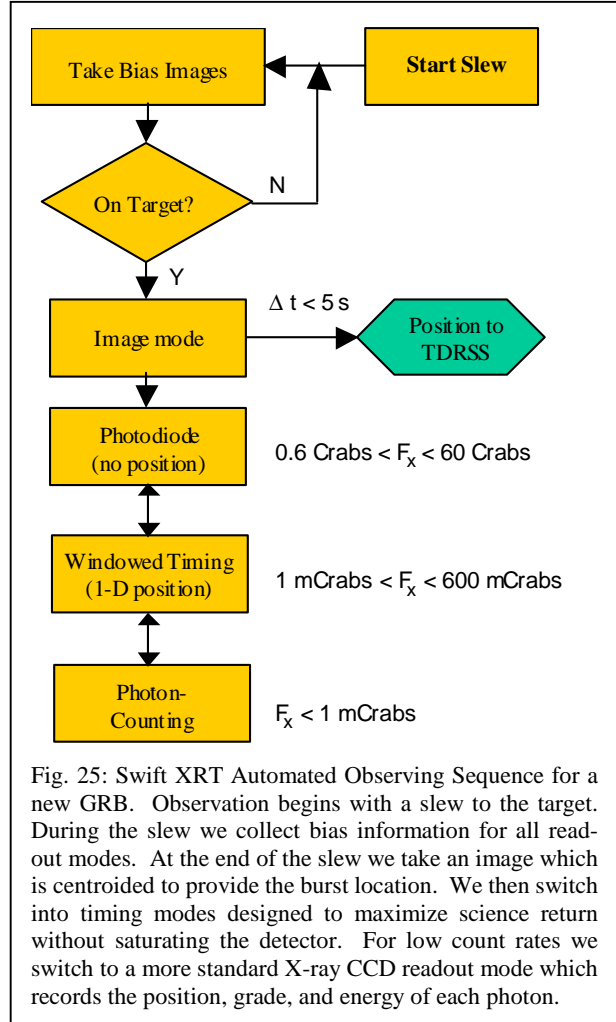 Take Bias Images
Start Slew
On Target?
N
Y
Image mode
Δ t < 5 s
Position to
TDRSS
Photodiode
(no position)
0.6 Crabs < Fₓ < 60 Crabs
Windowed Timing
(1-D position)
1 mCrabs < Fₓ < 600 mCrabs
Photon-
Counting
Fₓ < 1 mCrabs
Fig. 25: Swift XRT Automated Observing Sequence for a
new GRB. Observation begins with a slew to the target.
During the slew we collect bias information for all read-
out modes. At the end of the slew we take an image which
is centroided to provide the burst location. We then switch
into timing modes designed to maximize science return
without saturating the detector. For low count rates we
switch to a more standard X-ray CCD readout mode which
records the position, grade, and energy of each photon.